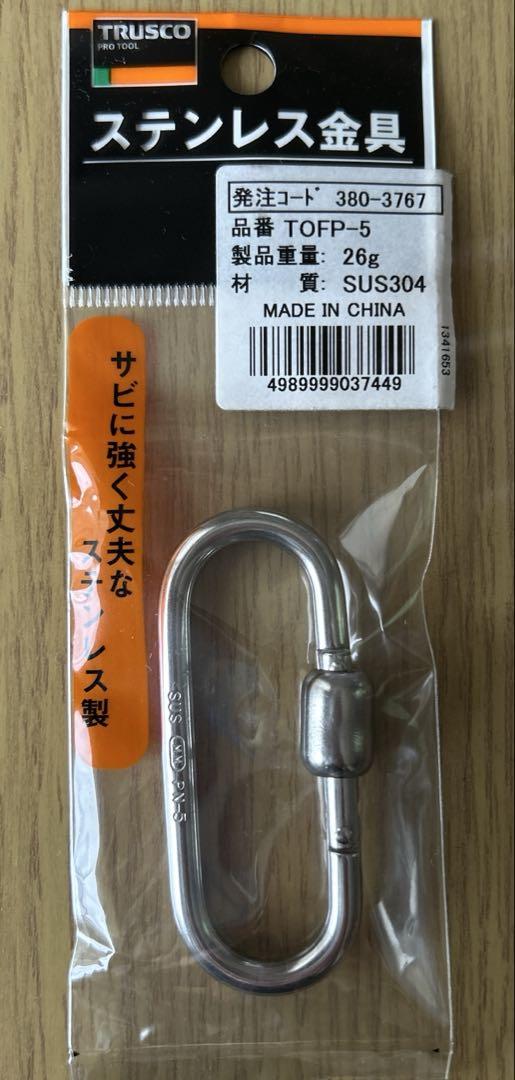 TRUSCO
PRO TOOL
ステンレス金具
発注コード 380-3767
品番 TOFP-5
製品重量: 26g
材 質: SUS304
MADE IN CHINA
4989999037449
1341653
サビに強く丈夫な
ステンレス製
SUS PN-5